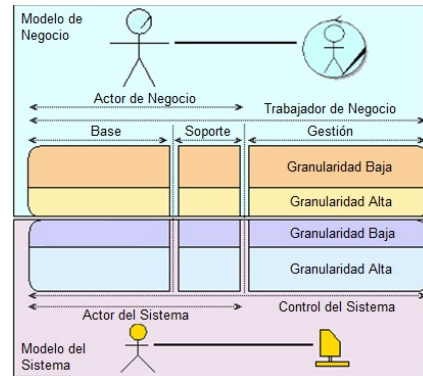 Modelo de
Negocio
Actor de Negocio
Trabajador de Negocio
Base
Soporte
Gestión
Granularidad Baja
Granularidad Alta
Granularidad Baja
Granularidad Alta
Actor del Sistema
Control del Sistema
Modelo del
Sistema